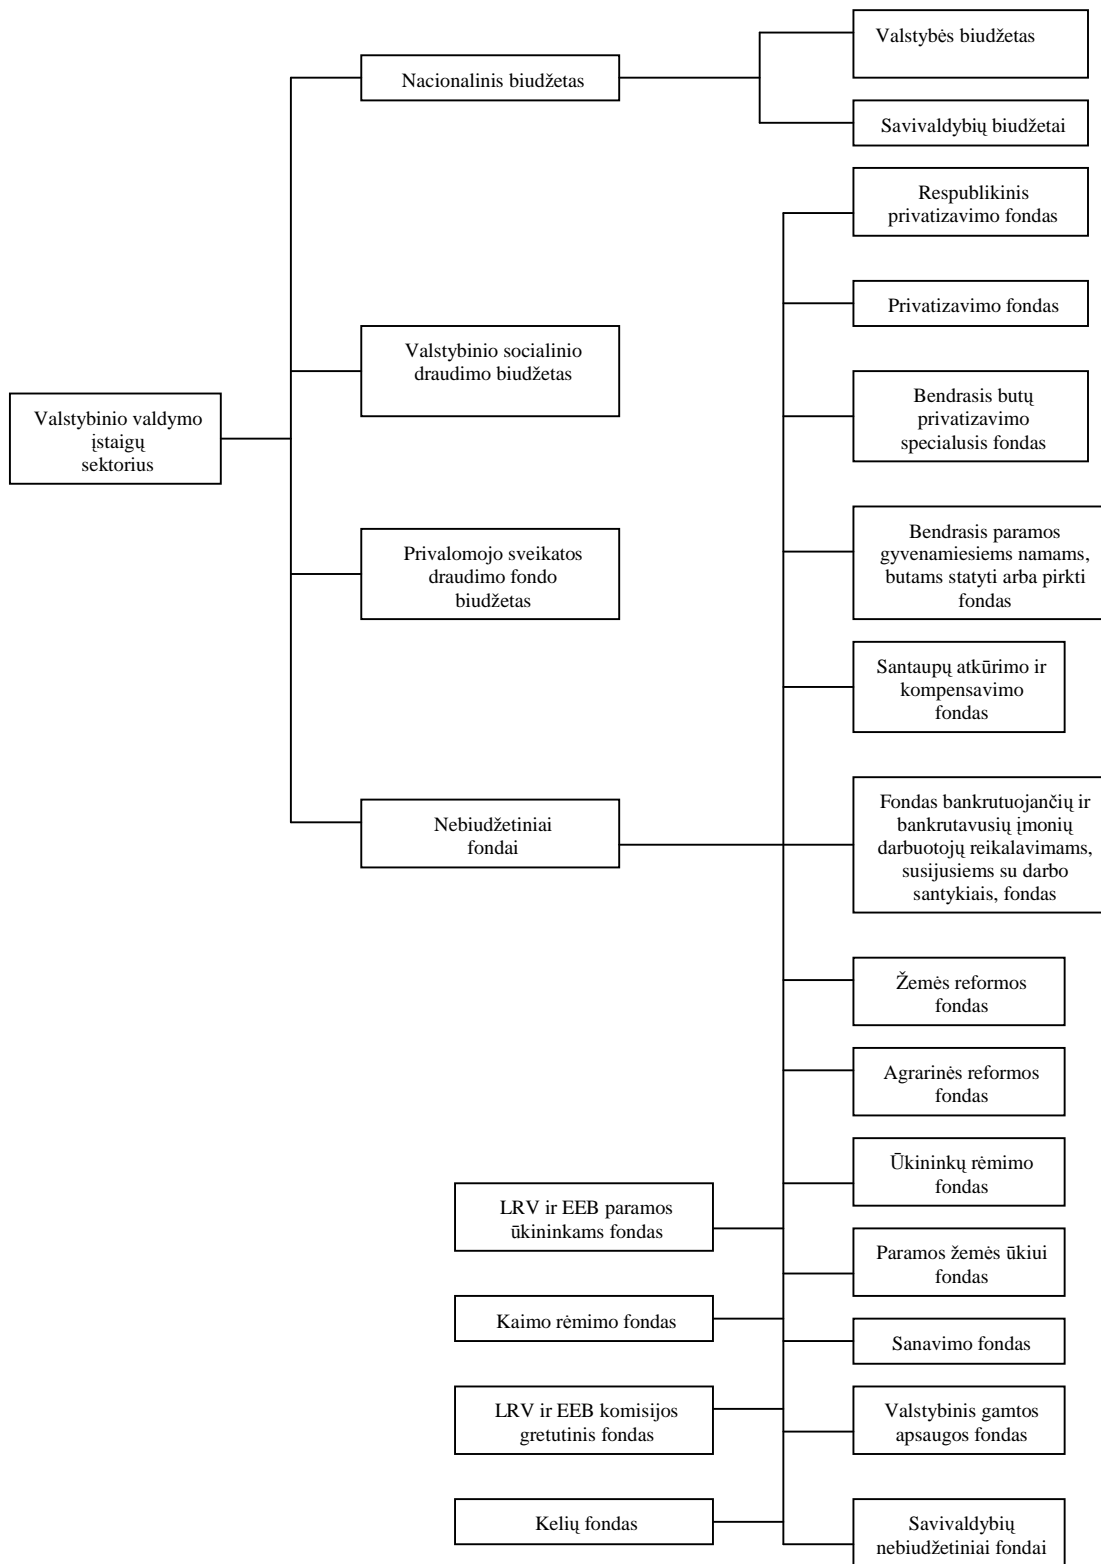 Valstybinio valdymo
įstaigų
sektorius
Nacionalinis biudžetas
Valstybinio socialinio
draudimo biudžetas
Privalomojo sveikatos
draudimo fondo
biudžetas
Nebiudžetiniai
fondai
Valstybės biudžetas
Savivaldybių biudžetai
Respublikinis
privatizavimo fondas
Privatizavimo fondas
Bendrasis butų
privatizavimo
specialusis fondas
Bendrasis paramos
gyvenamiesiems namams,
butams statyti arba pirkti
fondas
Santaupų atkūrimo ir
kompensavimo
fondas
Fondas bankrutuojančių ir
bankrutavusių įmonių
darbuotojų reikalavimams,
susijusiems su darbo
santykiais, fondas
Žemės reformos
fondas
Agrarinės reformos
fondas
Ūkininkų rėmimo
fondas
Paramos žemės ūkiui
fondas
Sanavimo fondas
Valstybinis gamtos
apsaugos fondas
Savivaldybių
nebiudžetiniai fondai
LRV ir EEB paramos
ūkininkams fondas
Kaimo rėmimo fondas
LRV ir EEB komisijos
gretutinis fondas
Kelių fondas